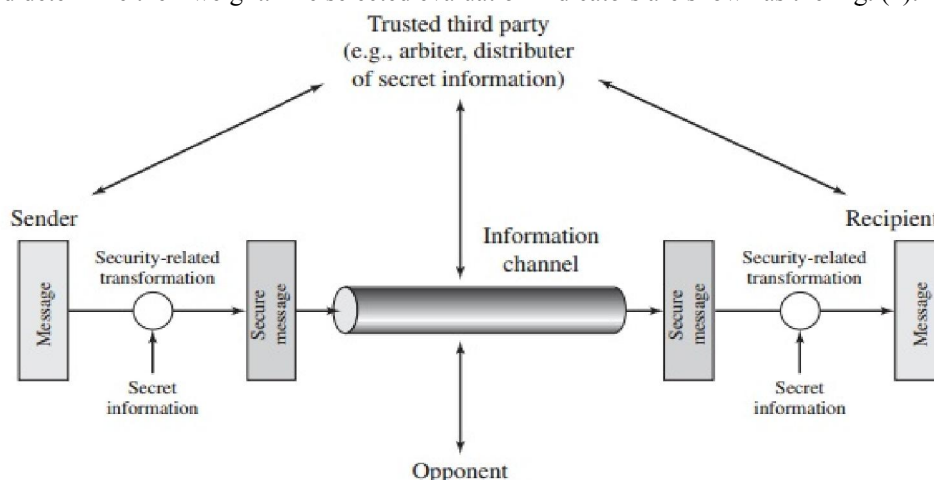 Trusted third party
(e.g., arbiter, distributer
of secret information)
Sender
Recipient
Information
channel
Security-related
transformation
Security-related
transformation
Message
Secure
message
Secure
message
Message
Secret
information
Secret
information
Opponent